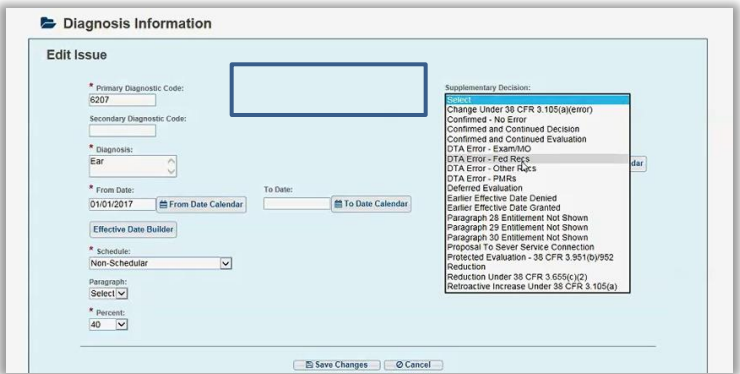 Diagnosis Information
Edit Issue
* Primary Diagnostic Code:
6207
Secondary Diagnostic Code:
* Diagnosis:
Ear
* From Date:
01/01/2017
From Date Calendar
To Date:
To Date Calendar
Effective Date Builder
* Schedule:
Non-Schedular
Paragraph:
Select
* Percent:
40
Supplementary Decision:
Select
Change Under 38 CFR 3.105(a)(error)
Confirmed - No Error
Confirmed and Continued Decision
Confirmed and Continued Evaluation
DTA Error - Exam/MO
DTA Error - Fed Recs
DTA Error - Other Recs
DTA Error - PMRs
Deferred Evaluation
Earlier Effective Date Denied
Earlier Effective Date Granted
Paragraph 28 Entitlement Not Shown
Paragraph 29 Entitlement Not Shown
Paragraph 30 Entitlement Not Shown
Proposal To Sever Service Connection
Protected Evaluation - 38 CFR 3.951(b)/952
Reduction
Reduction Under 38 CFR 3.655(c)(2)
Retroactive Increase Under 38 CFR 3.105(a)
dar
Save Changes
Cancel